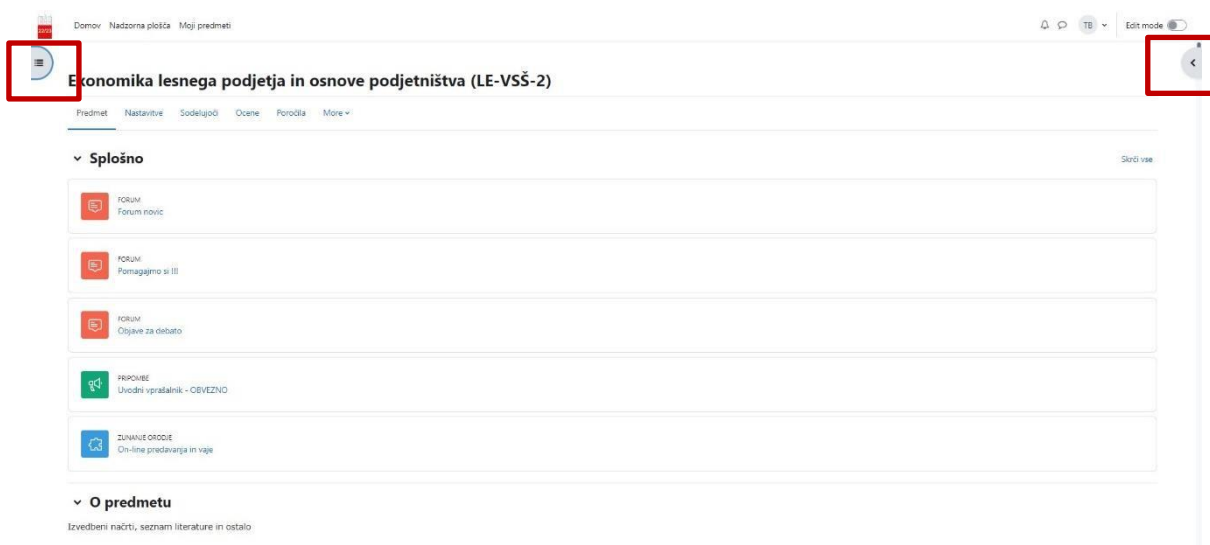 22/23
Domov Nadzorna plošča Moji predmeti
TB
Edit mode
Ekonomika lesnega podjetja in osnove podjetništva (LE-VSŠ-2)
Predmet Nastavitve Sodelujoči Ocene Poročila More
Splošno
Skrči vse
FORUM
Forum novic
FORUM
Pomagajmo si !!!
FORUM
Objave za debato
PRIPOMBE
Uvodni vprašalnik - OBVEZNO
ZUNANJE ORODJE
On-line predavanja in vaje
O predmetu
Izvedbeni načrti, seznam literature in ostalo